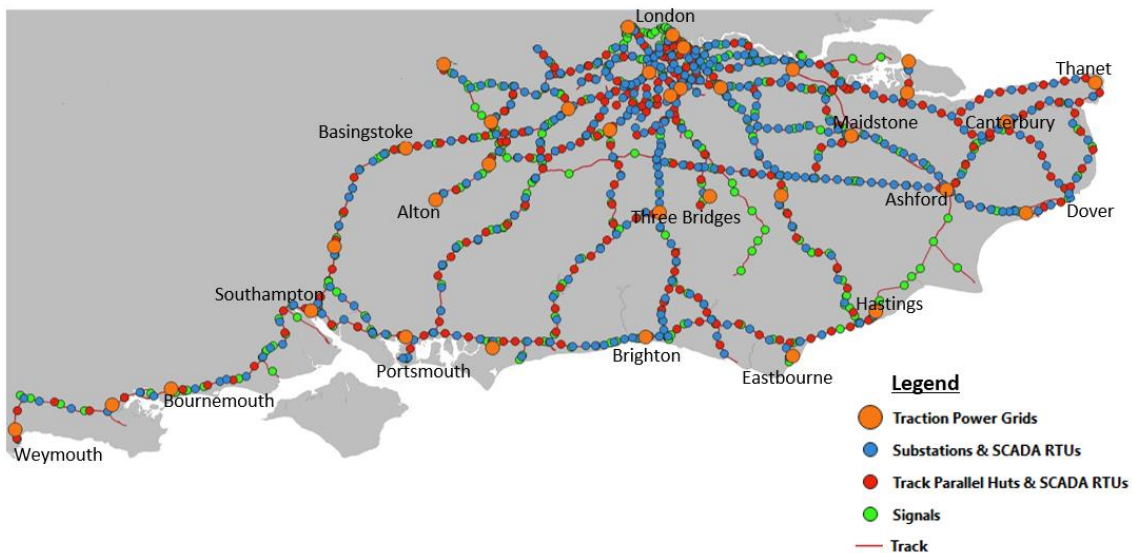 London
Thanet
Basingstoke
Maidstone
Canterbury
Alton
Three Bridges
Ashford
Dover
Southampton
Hastings
Portsmouth
Brighton
Eastbourne
Bournemouth
Weymouth
Legend
Traction Power Grids
Substations & SCADA RTUs
Track Parallel Huts & SCADA RTUs
Signals
Track